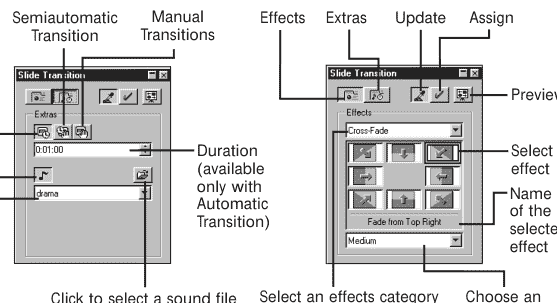 Semiautomatic
Transition
Manual
Transitions
Effects
Extras
Update
Assign
Slide Transition
Extras
0:01:00
drama
Duration
(available
only with
Automatic
Transition)
Click to select a sound file
Slide Transition
Preview
Effects
Cross-Fade
Select
effect
Fade from Top Right
Name
of the
selecte
effect
Medium
Select an effects category
Choose an